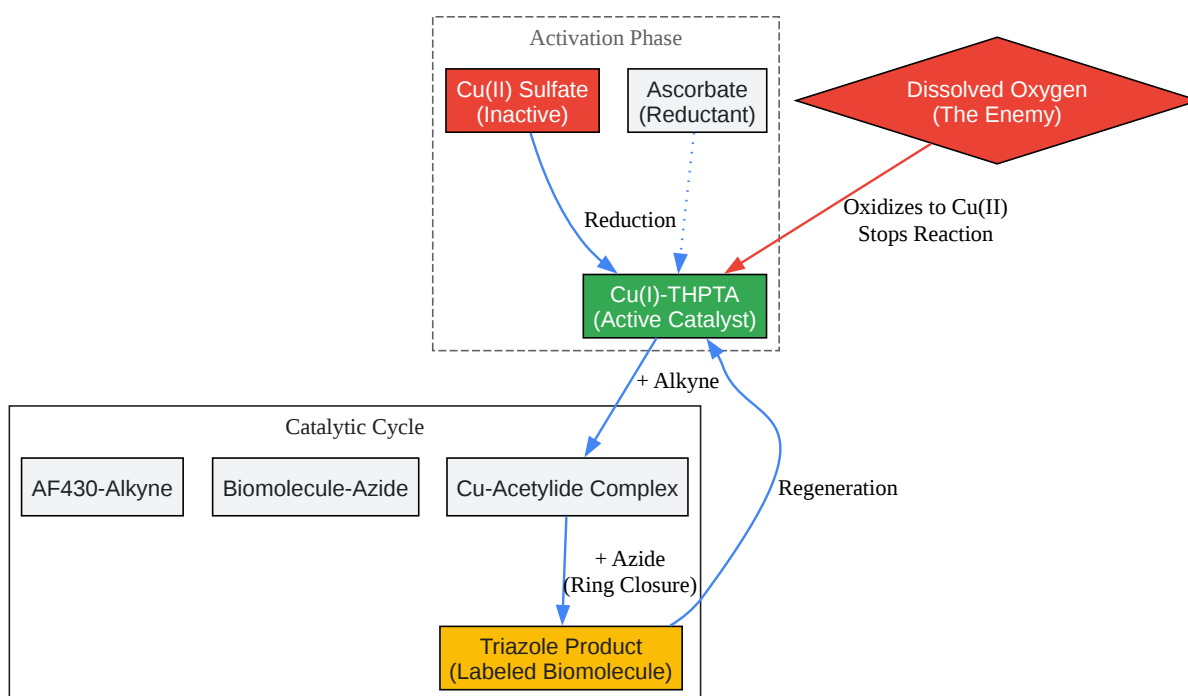 Activation Phase
Cu(II) Sulfate
(Inactive)
Ascorbate
(Reductant)
Dissolved Oxygen
(The Enemy)
Reduction
Oxidizes to Cu(II)
Stops Reaction
Cu(I)-THPTA
(Active Catalyst)
+ Alkyne
Catalytic Cycle
AF430-Alkyne
Biomolecule-Azide
Cu-Acetylide Complex
Regeneration
+ Azide
(Ring Closure)
Triazole Product
(Labeled Biomolecule)